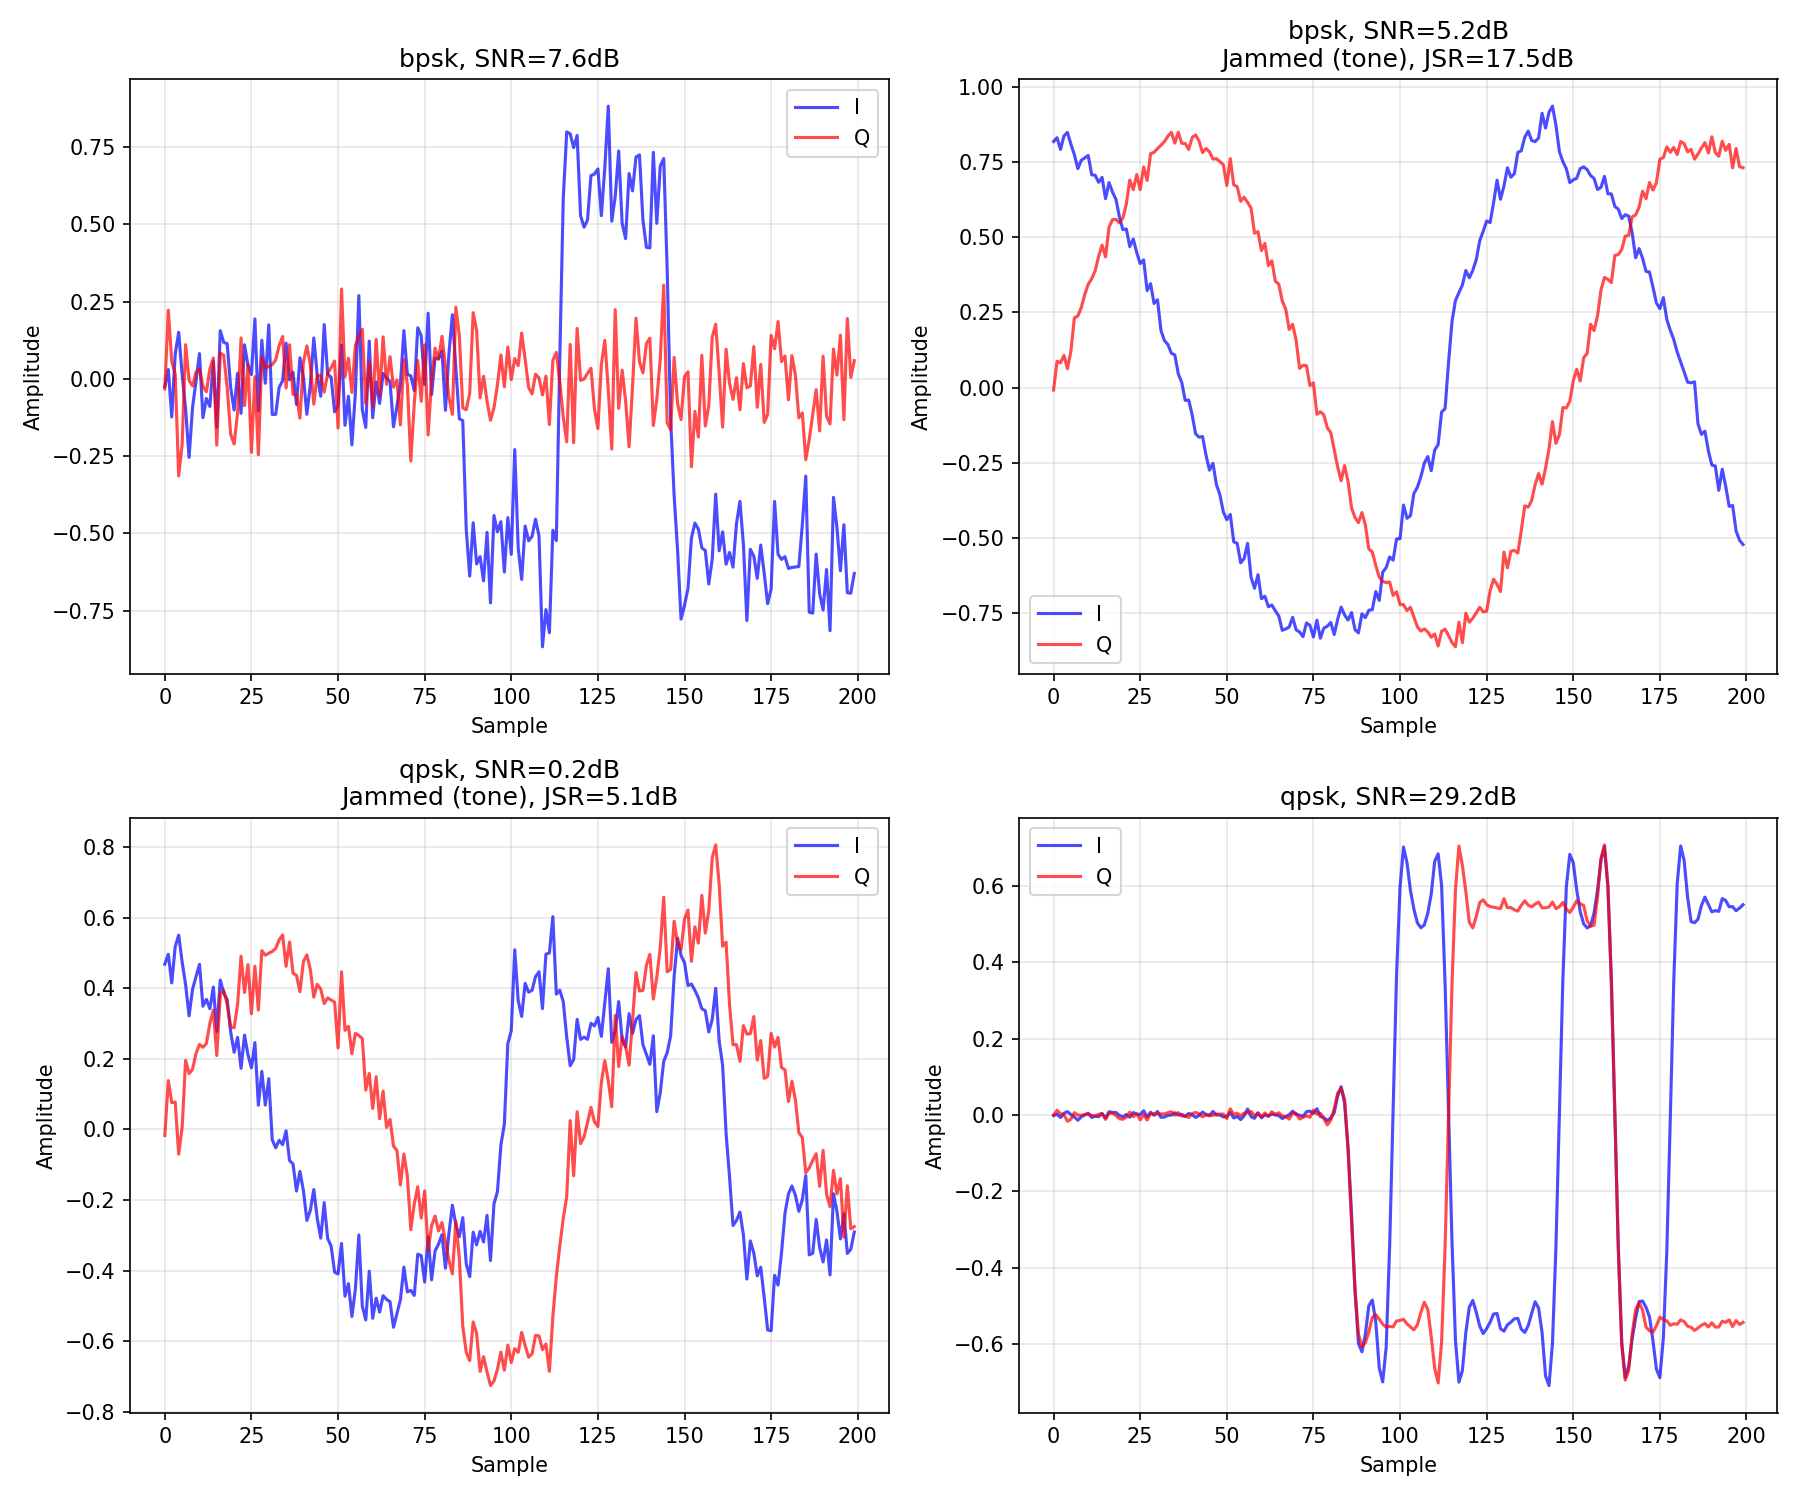 bpsk, SNR=7.6dB
I
Q
0.75
0.50
0.25
0.00
−0.25
−0.50
−0.75
Amplitude
0 25 50 75 100 125 150 175 200
Sample
bpsk, SNR=5.2dB
Jammed (tone), JSR=17.5dB
1.00
0.75
0.50
0.25
0.00
−0.25
−0.50
−0.75
Amplitude
I
Q
0 25 50 75 100 125 150 175 200
Sample
qpsk, SNR=0.2dB
Jammed (tone), JSR=5.1dB
I
Q
0.8
0.6
0.4
0.2
0.0
−0.2
−0.4
−0.6
−0.8
Amplitude
0 25 50 75 100 125 150 175 200
Sample
qpsk, SNR=29.2dB
I
Q
0.6
0.4
0.2
0.0
−0.2
−0.4
−0.6
Amplitude
0 25 50 75 100 125 150 175 200
Sample